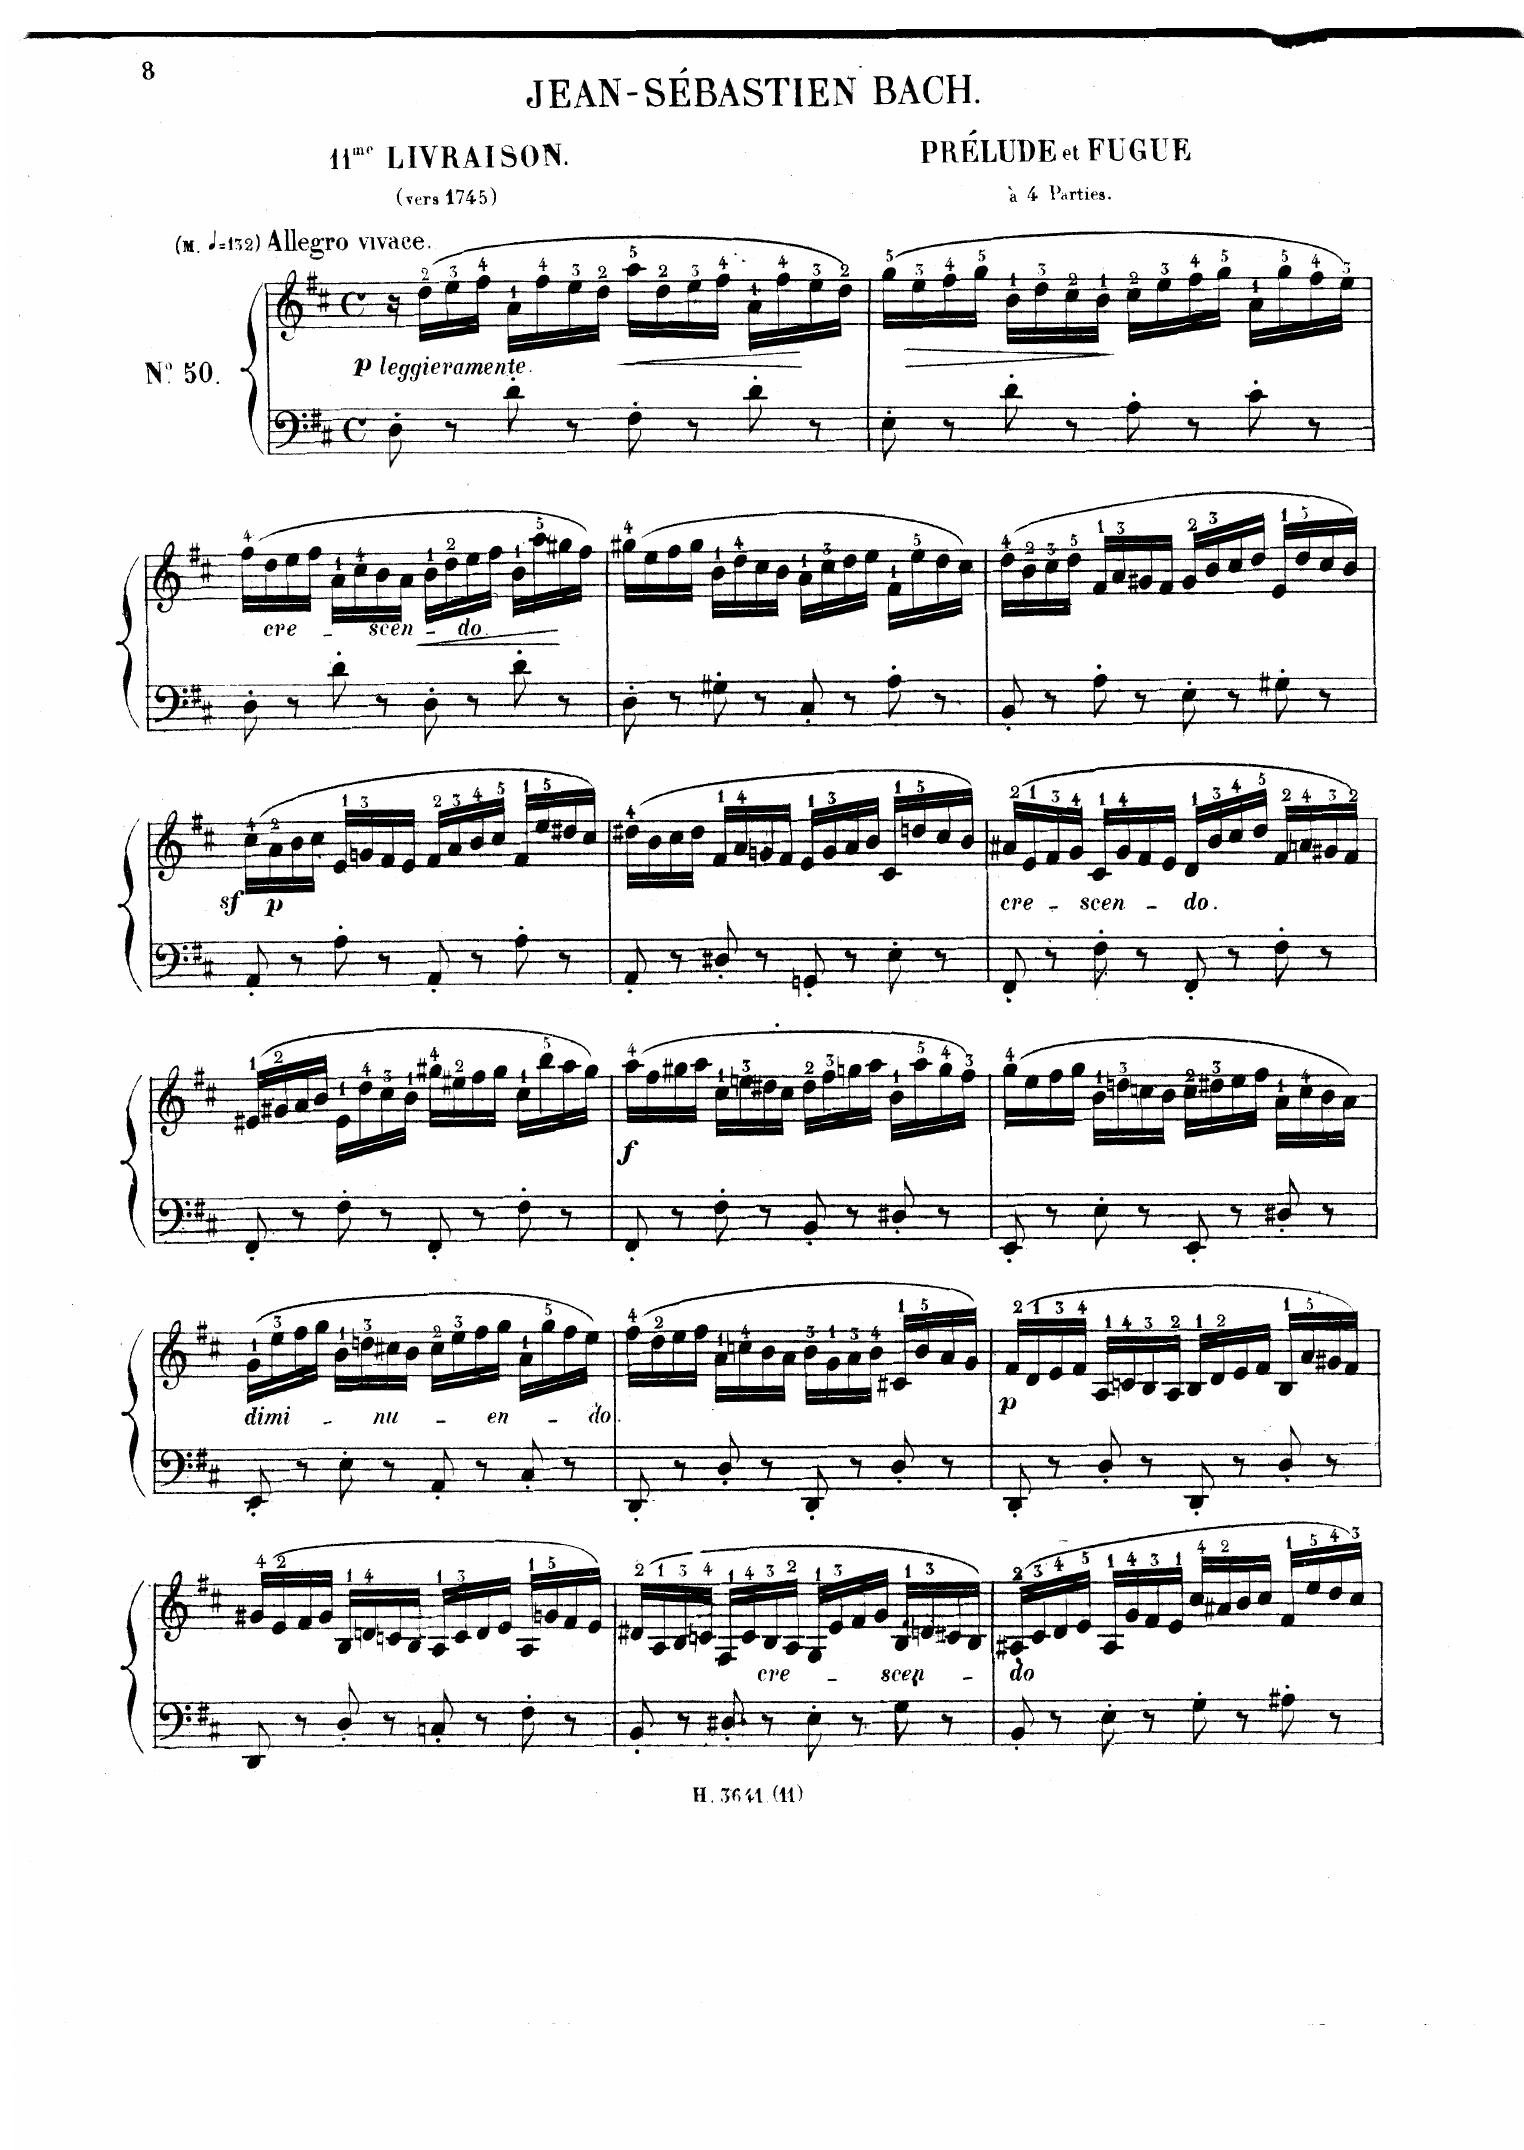 8
JEAN-SÉBASTIEN BACH.
11me LIVRAISON.
(vers 1745)
PRÉLUDE et FUGUE
à 4 Parties.
(M. ♩=132) Allegro vivace.
No. 50.
p leggieramente.
cre - scen - do.
sf p
cre - scen - do.
f
dimi - nu - en - do.
p
cre - scen - do
H. 3641. (11)